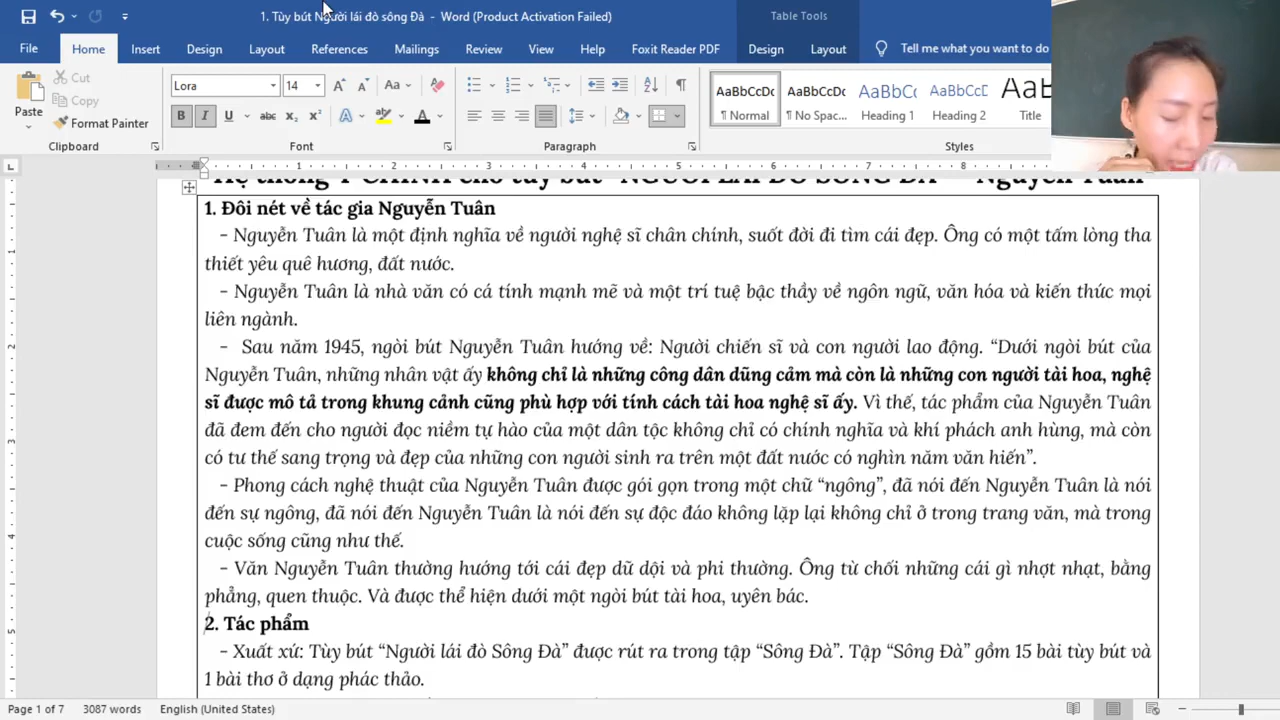 1. Tùy bút Người lái đò sông Đà - Word (Product Activation Failed)
Table Tools
File Home Insert Design Layout References Mailings Review View Help Foxit Reader PDF Design Layout Tell me what you want to do
Paste Cut Copy Format Painter
Lora 14
AaBbCcDc AaBbCcDc AaBbC AaBbCcD AaB
¶ Normal ¶ No Spac... Heading 1 Heading 2 Title
Clipboard Font Paragraph Styles
1. Đôi nét về tác gia Nguyễn Tuân
- Nguyễn Tuân là một định nghĩa về người nghệ sĩ chân chính, suốt đời đi tìm cái đẹp. Ông có một tấm lòng tha
thiết yêu quê hương, đất nước.
- Nguyễn Tuân là nhà văn có cá tính mạnh mẽ và một trí tuệ bậc thầy về ngôn ngữ, văn hóa và kiến thức mọi
liên ngành.
- Sau năm 1945, ngòi bút Nguyễn Tuân hướng về: Người chiến sĩ và con người lao động. “Dưới ngòi bút của
Nguyễn Tuân, những nhân vật ấy không chỉ là những công dân dũng cảm mà còn là những con người tài hoa, nghệ
sĩ được mô tả trong khung cảnh cũng phù hợp với tính cách tài hoa nghệ sĩ ấy. Vì thế, tác phẩm của Nguyễn Tuân
đã đem đến cho người đọc niềm tự hào của một dân tộc không chỉ có chính nghĩa và khí phách anh hùng, mà còn
có tư thế sang trọng và đẹp của những con người sinh ra trên một đất nước có nghìn năm văn hiến”.
- Phong cách nghệ thuật của Nguyễn Tuân được gói gọn trong một chữ “ngông”, đã nói đến Nguyễn Tuân là nói
đến sự ngông, đã nói đến Nguyễn Tuân là nói đến sự độc đáo không lặp lại không chỉ ở trong trang văn, mà trong
cuộc sống cũng như thế.
- Văn Nguyễn Tuân thường hướng tới cái đẹp dữ dội và phi thường. Ông từ chối những cái gì nhợt nhạt, bằng
phẳng, quen thuộc. Và được thể hiện dưới một ngòi bút tài hoa, uyên bác.
2. Tác phẩm
- Xuất xứ: Tùy bút “Người lái đò Sông Đà” được rút ra trong tập “Sông Đà”. Tập “Sông Đà” gồm 15 bài tùy bút và
1 bài thơ ở dạng phác thảo.
Page 1 of 7 3087 words English (United States)